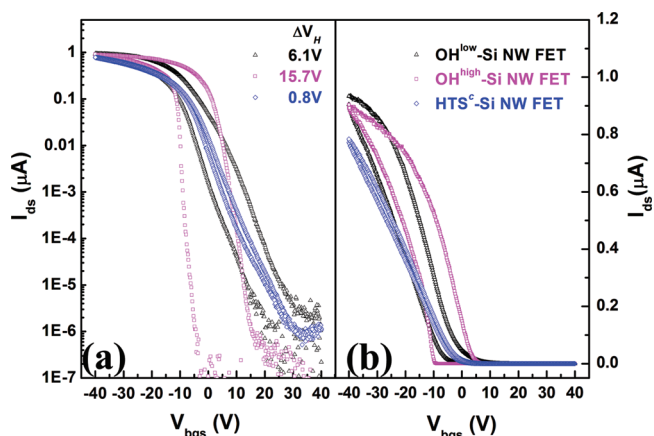 ΔV_H
6.1V
15.7V
0.8V
OH^low-Si NW FET
OH^high-Si NW FET
HTS^c-Si NW FET
1
0.1
0.01
1E-3
1E-4
1E-5
1E-6
1E-7
I_ds (μA)
1.2
1.0
0.8
0.6
0.4
0.2
0.0
I_ds (μA)
(a)
(b)
-40 -30 -20 -10 0 10 20 30 40
-40 -30 -20 -10 0 10 20 30 40
V_bgs (V)
V_bgs (V)